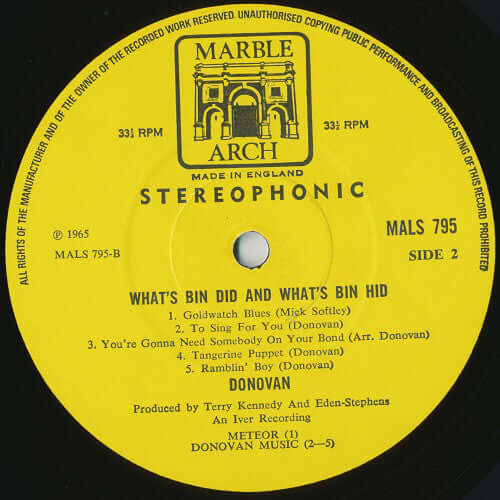 ALL RIGHTS OF THE MANUFACTURER AND OF THE OWNER OF THE RECORDED WORK RESERVED. UNAUTHORISED COPYING PUBLIC PERFORMANCE AND BROADCASTING OF THIS RECORD PROHIBITED
MARBLE
ARCH
33⅓ RPM
33⅓ RPM
MADE IN ENGLAND
STEREOPHONIC
℗ 1965
MALS 795-B
MALS 795
SIDE 2
WHAT'S BIN DID AND WHAT'S BIN HID
1. Goldwatch Blues (Mick Softley)
2. To Sing For You (Donovan)
3. You're Gonna Need Somebody On Your Bond (Arr. Donovan)
4. Tangerine Puppet (Donovan)
5. Ramblin' Boy (Donovan)
DONOVAN
Produced by Terry Kennedy And Eden-Stephens
An Iver Recording
METEOR (1)
DONOVAN MUSIC (2—5)